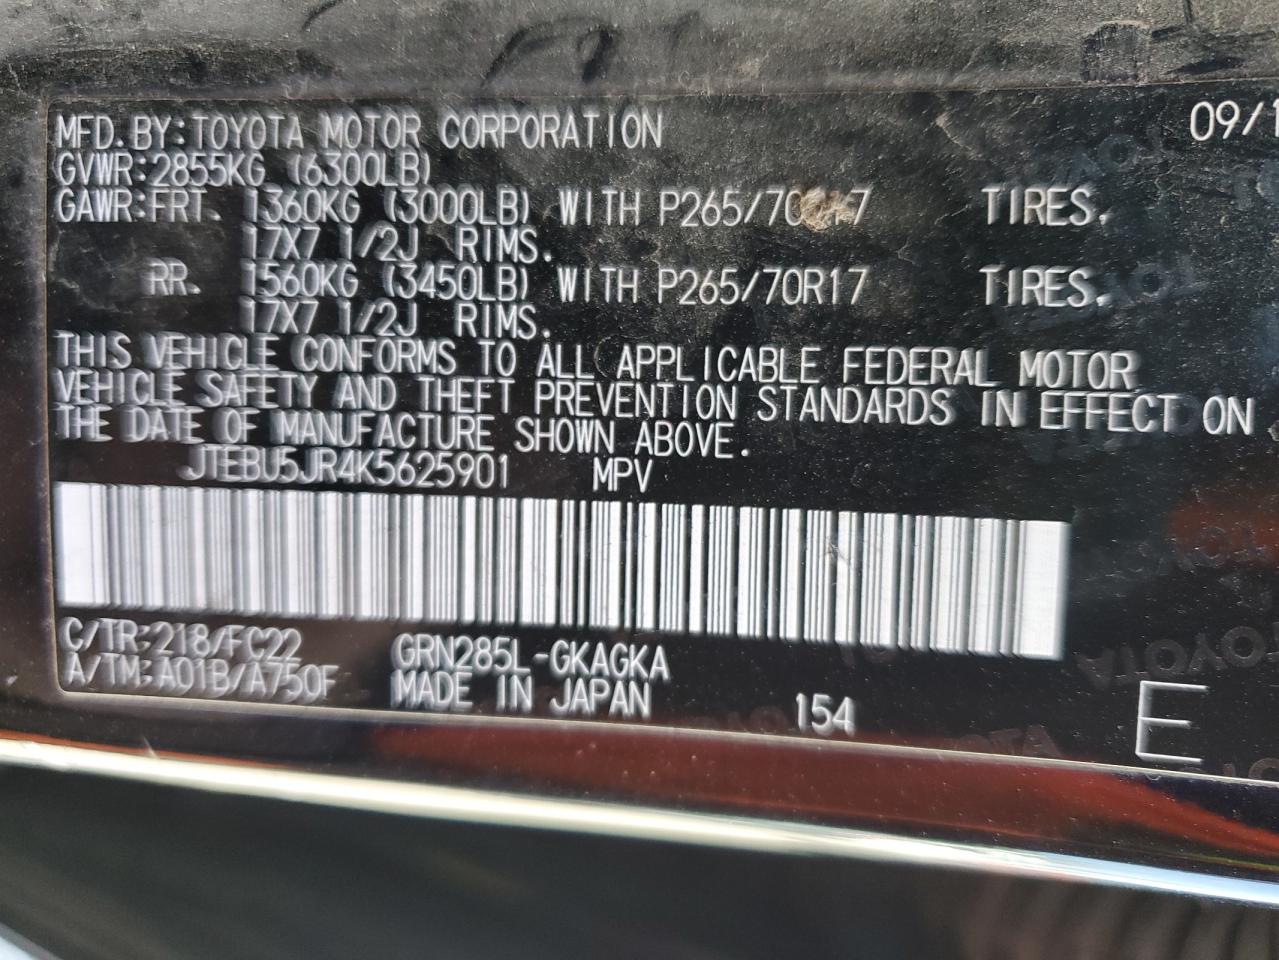 MFD. BY: TOYOTA MOTOR CORPORATION 09/1
GVWR: 2855KG (6300LB)
GAWR: FRT. 1360KG (3000LB) WITH P265/70R17 TIRES.
17X7 1/2J RIMS.
RR. 1560KG (3450LB) WITH P265/70R17 TIRES.
17X7 1/2J RIMS.
THIS VEHICLE CONFORMS TO ALL APPLICABLE FEDERAL MOTOR
VEHICLE SAFETY AND THEFT PREVENTION STANDARDS IN EFFECT ON
THE DATE OF MANUFACTURE SHOWN ABOVE.
JTEBU5JR4K5625901 MPV
C/TR: 218/FC22 GRN285L-GKAGKA
A/TM: A01B/A750F MADE IN JAPAN 154 E